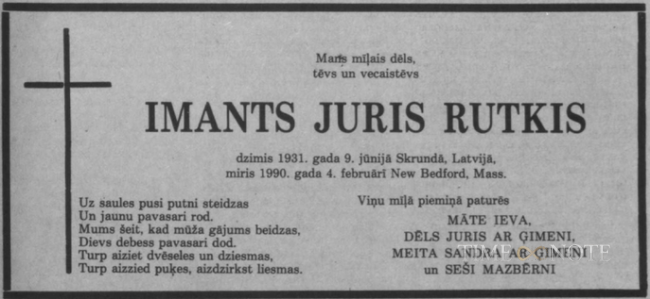 Mans mīļais dēls,
tēvs un vecaistēvs
IMANTS JURIS RUTKIS
dzimis 1931. gada 9. jūnijā Skrundā, Latvijā,
miris 1990. gada 4. februārī New Bedford, Mass.
Uz saules pusi putni steidzas
Un jaunu pavasari rod.
Mums šeit, kad mūža gājums beidzas,
Dievs debess pavasari dod.
Turp aiziet dvēseles un dziesmas,
Turp aizzied puķes, aizdzirkst liesmas.
Viņu mīļā piemiņā paturēs
MĀTE IEVA,
DĒLS JURIS AR ĢIMENI,
MEITA SANDRA AR ĢIMENI
un SEŠI MAZBĒRNI